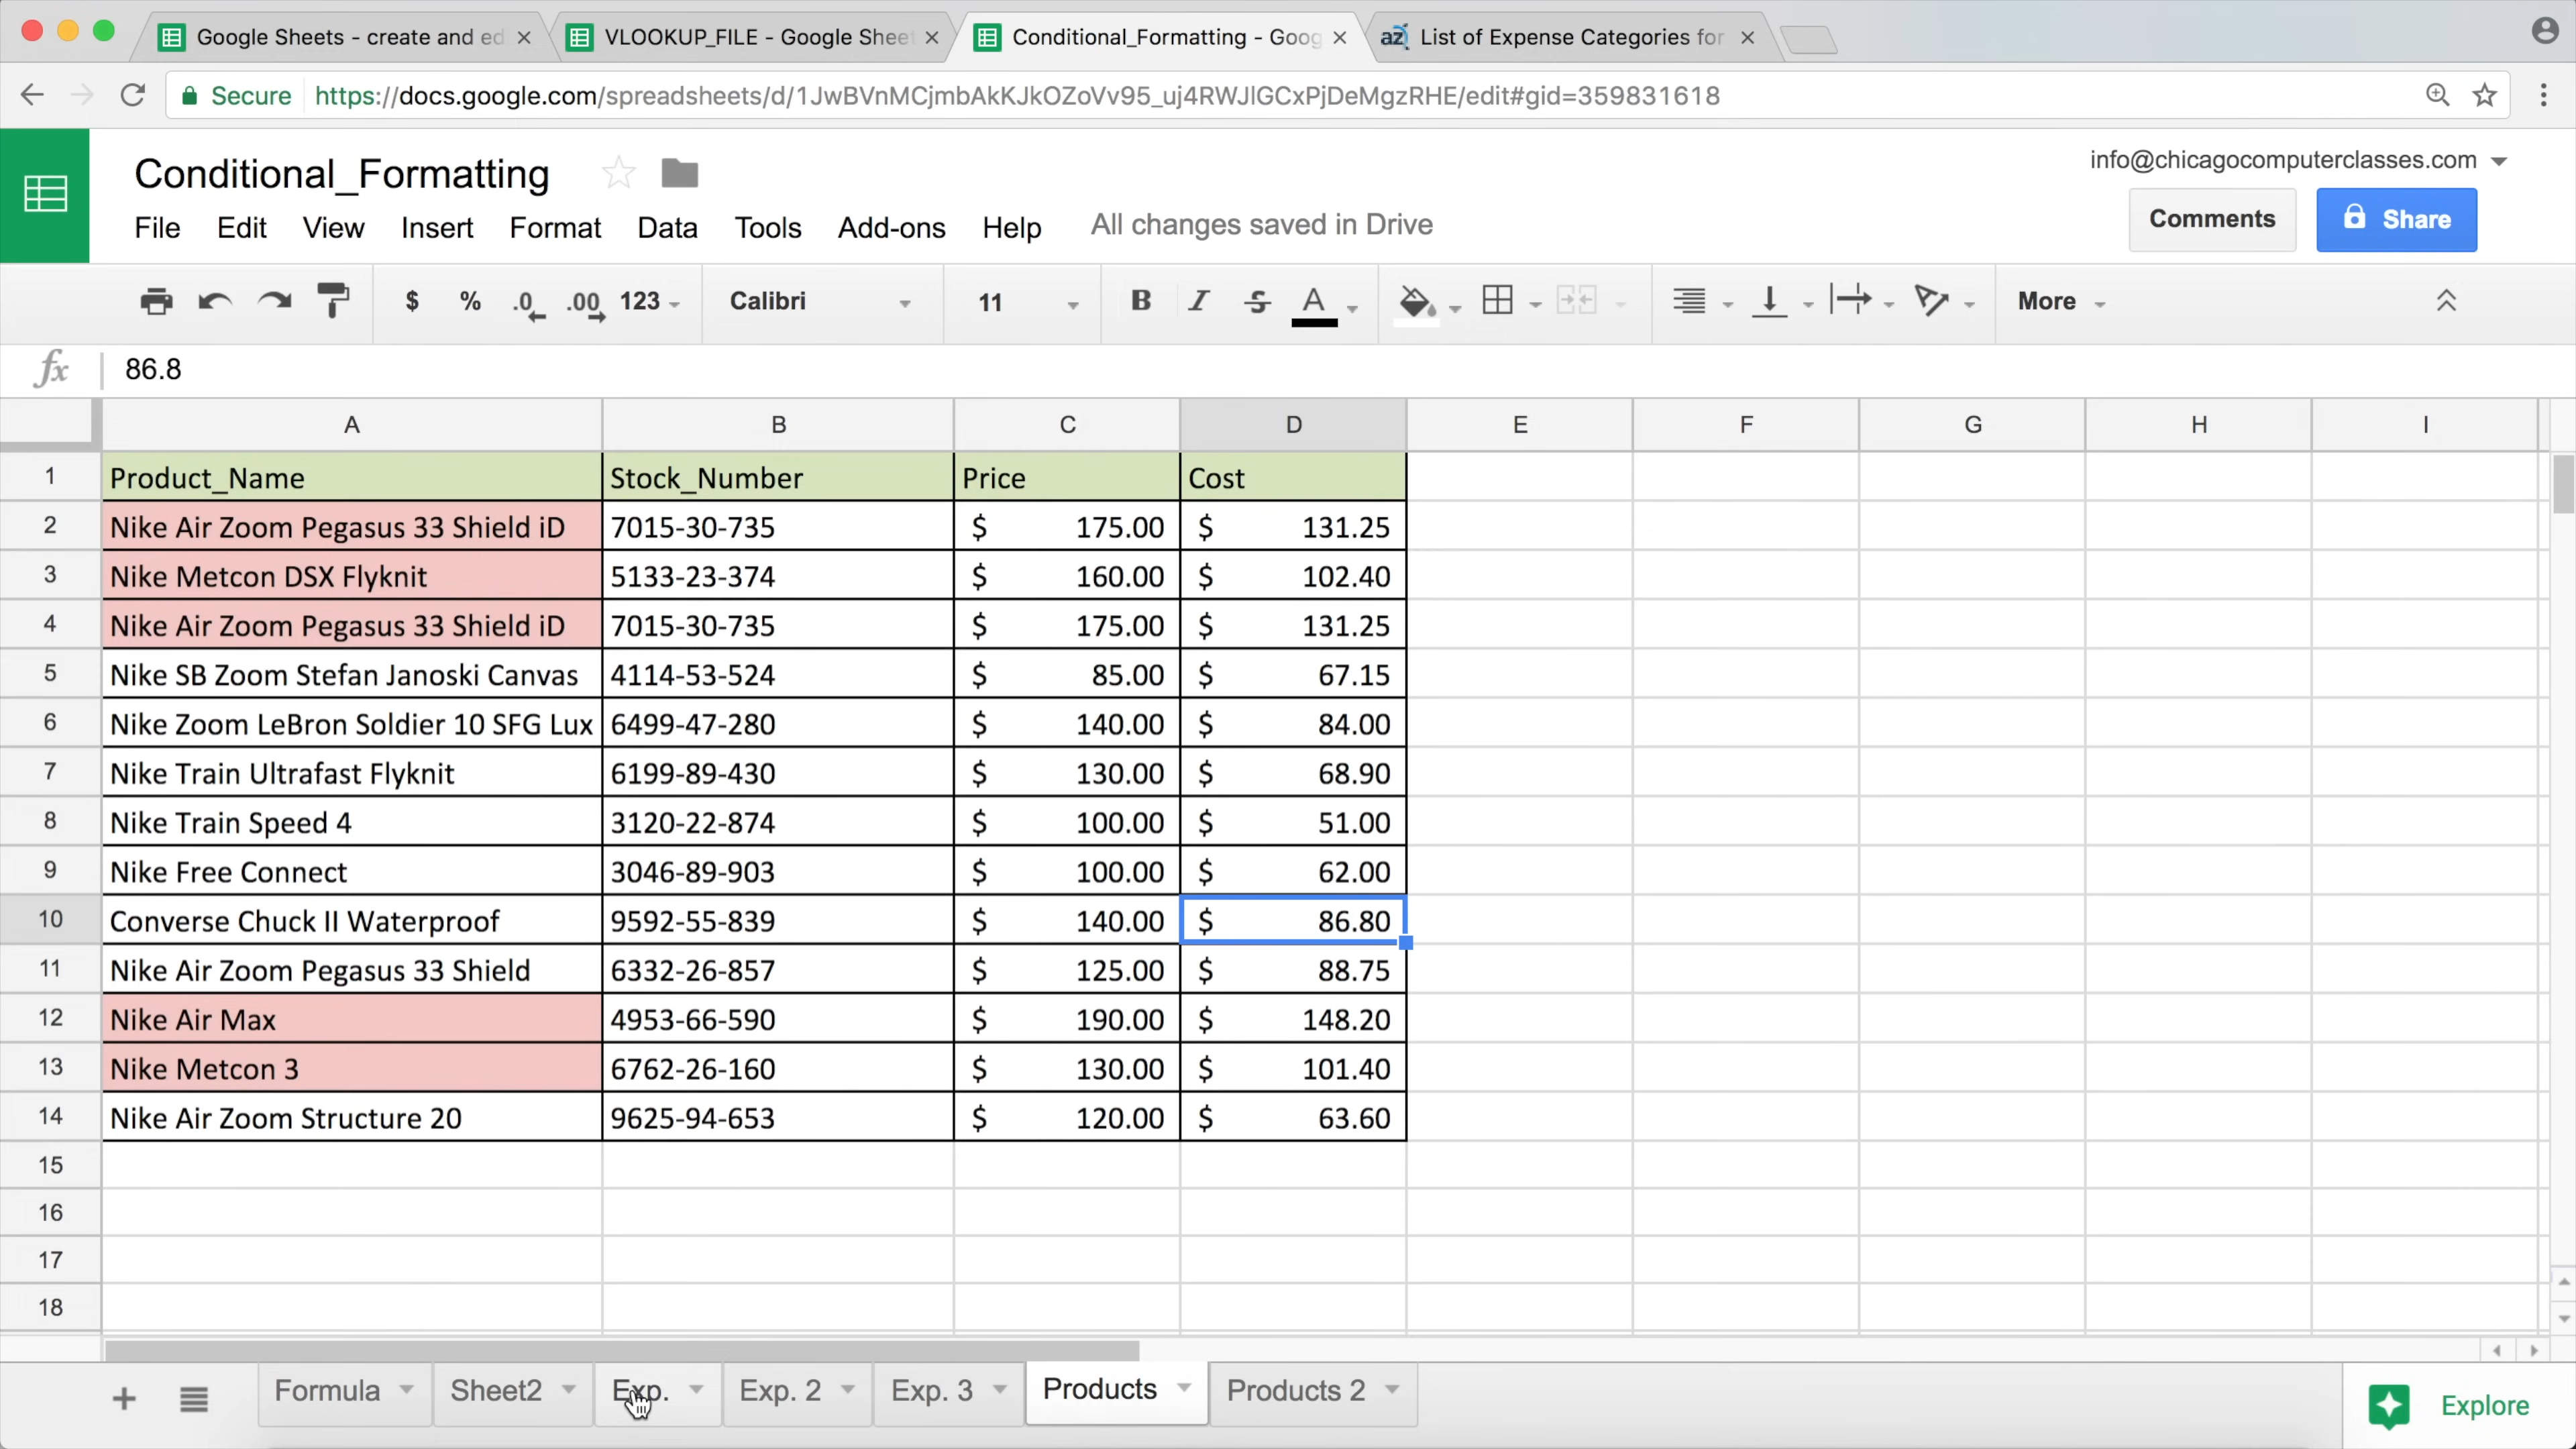 Google Sheets - create and ed
VLOOKUP_FILE - Google Sheet
Conditional_Formatting - Goog
List of Expense Categories for
Secure https://docs.google.com/spreadsheets/d/1JwBVnMCjmbAkKJkOZoVv95_uj4RWJlGCxPjDeMgzRHE/edit#gid=359831618
Conditional_Formatting
info@chicagocomputerclasses.com
File Edit View Insert Format Data Tools Add-ons Help All changes saved in Drive
Comments Share
$ % .0 .00 123 Calibri 11 B I S A More
fx 86.8
A B C D E F G H I
1 Product_Name Stock_Number Price Cost
2 Nike Air Zoom Pegasus 33 Shield iD 7015-30-735 $ 175.00 $ 131.25
3 Nike Metcon DSX Flyknit 5133-23-374 $ 160.00 $ 102.40
4 Nike Air Zoom Pegasus 33 Shield iD 7015-30-735 $ 175.00 $ 131.25
5 Nike SB Zoom Stefan Janoski Canvas 4114-53-524 $ 85.00 $ 67.15
6 Nike Zoom LeBron Soldier 10 SFG Lux 6499-47-280 $ 140.00 $ 84.00
7 Nike Train Ultrafast Flyknit 6199-89-430 $ 130.00 $ 68.90
8 Nike Train Speed 4 3120-22-874 $ 100.00 $ 51.00
9 Nike Free Connect 3046-89-903 $ 100.00 $ 62.00
10 Converse Chuck II Waterproof 9592-55-839 $ 140.00 $ 86.80
11 Nike Air Zoom Pegasus 33 Shield 6332-26-857 $ 125.00 $ 88.75
12 Nike Air Max 4953-66-590 $ 190.00 $ 148.20
13 Nike Metcon 3 6762-26-160 $ 130.00 $ 101.40
14 Nike Air Zoom Structure 20 9625-94-653 $ 120.00 $ 63.60
15
16
17
18
Formula Sheet2 Exp. Exp. 2 Exp. 3 Products Products 2 Explore